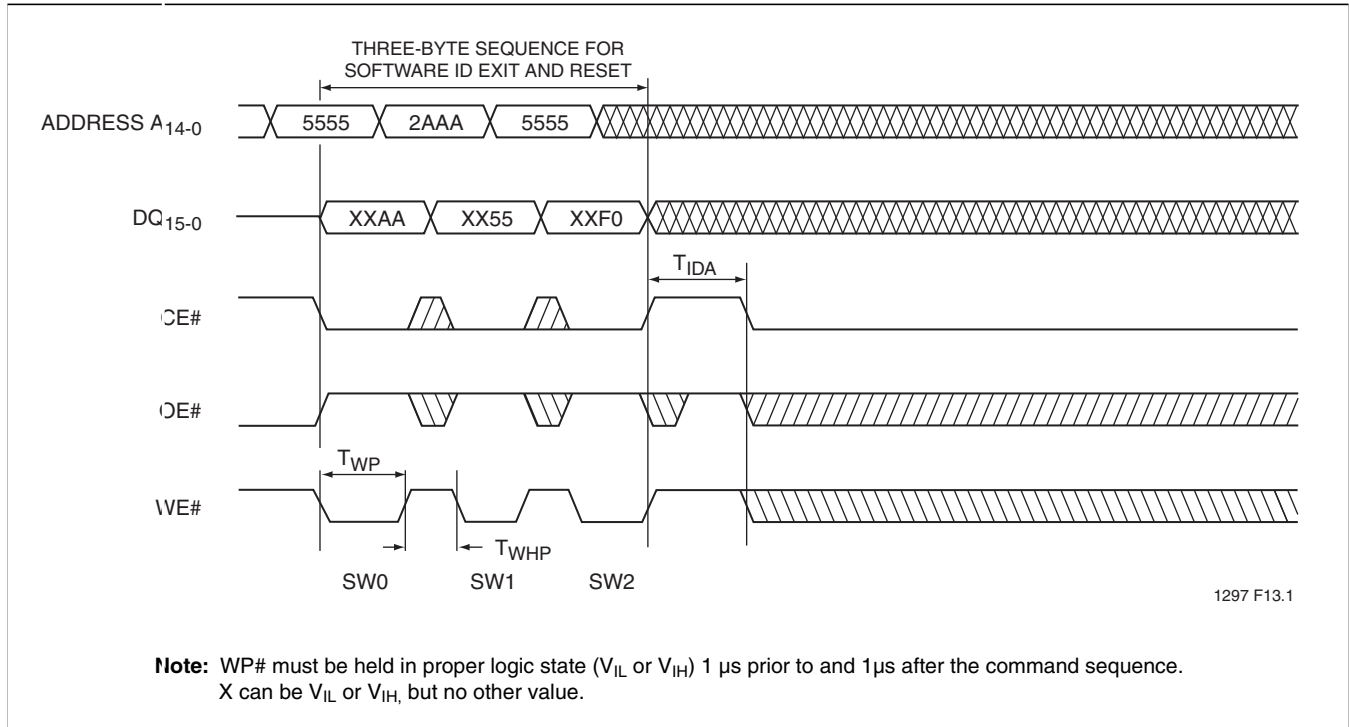 THREE-BYTE SEQUENCE FOR
SOFTWARE ID EXIT AND RESET
ADDRESS A14-0
5555 2AAA 5555
DQ15-0
XXAA XX55 XXF0
TIDA
CE#
OE#
TWP
WE#
TWHP
SW0 SW1 SW2
1297 F13.1
Note: WP# must be held in proper logic state (VIL or VIH) 1 µs prior to and 1µs after the command sequence.
X can be VIL or VIH, but no other value.